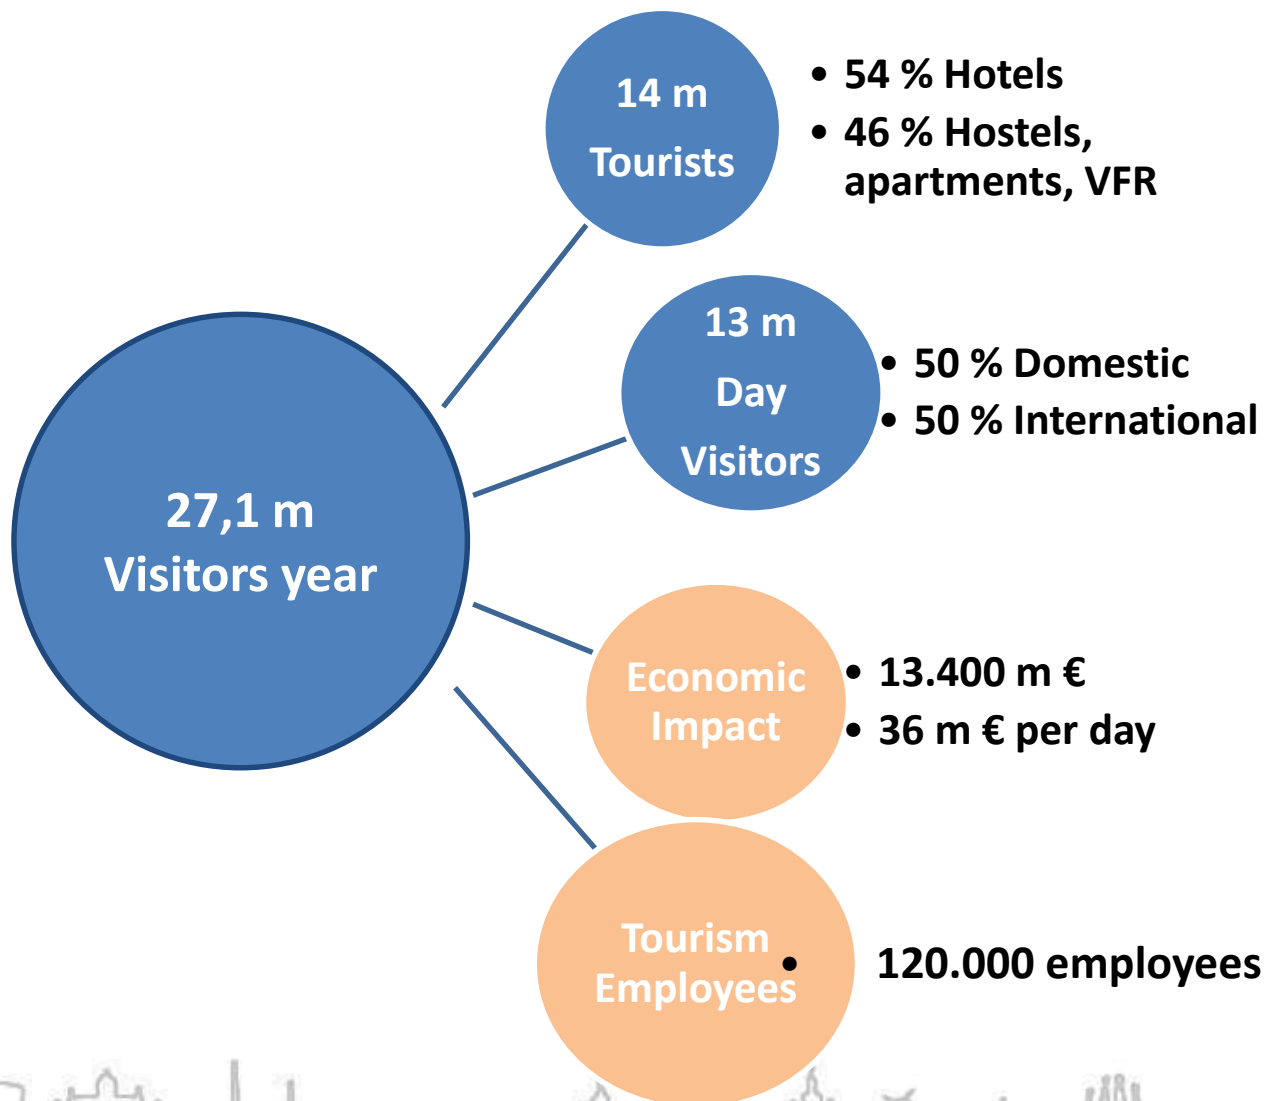 14 m
Tourists
• 54 % Hotels
• 46 % Hostels,
apartments, VFR
13 m
Day
Visitors
• 50 % Domestic
• 50 % International
27,1 m
Visitors year
Economic
Impact
• 13.400 m €
• 36 m € per day
Tourism
Employees
• 120.000 employees